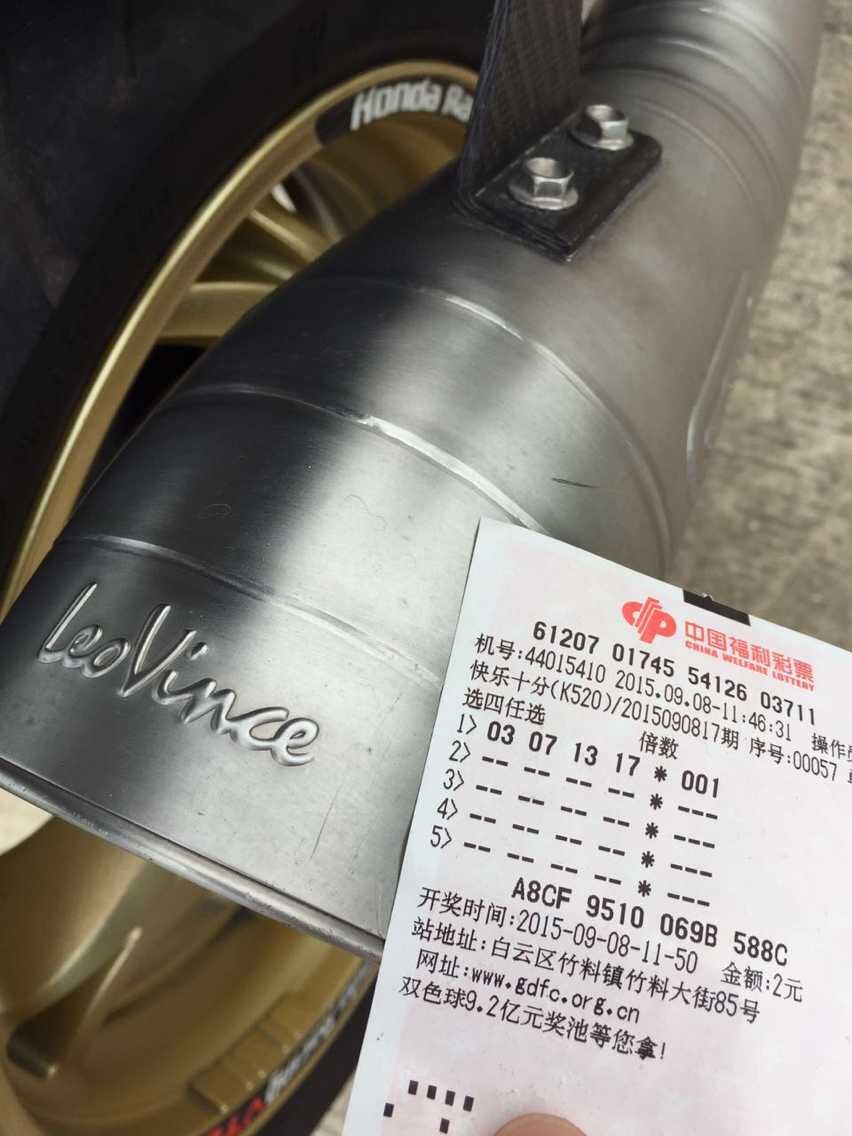 Honda Ra
LeoVince
中国福利彩票
CHINA WELFARE LOTTERY
61207 01745 54126 03711
机号:44015410 2015.09.08-11:46:31 操作员
快乐十分(K520)/2015090817期 序号:00057
选四任选 倍数
1> 03 07 13 17 * 001
2> -- -- -- -- * ---
3> -- -- -- -- * ---
4> -- -- -- -- * ---
5> -- -- -- -- * ---
A8CF 9510 069B 588C
开奖时间:2015-09-08-11-50 金额:2元
站地址:白云区竹料镇竹料大街85号
网址:www.gdfc.org.cn
双色球9.2亿元奖池等您拿!